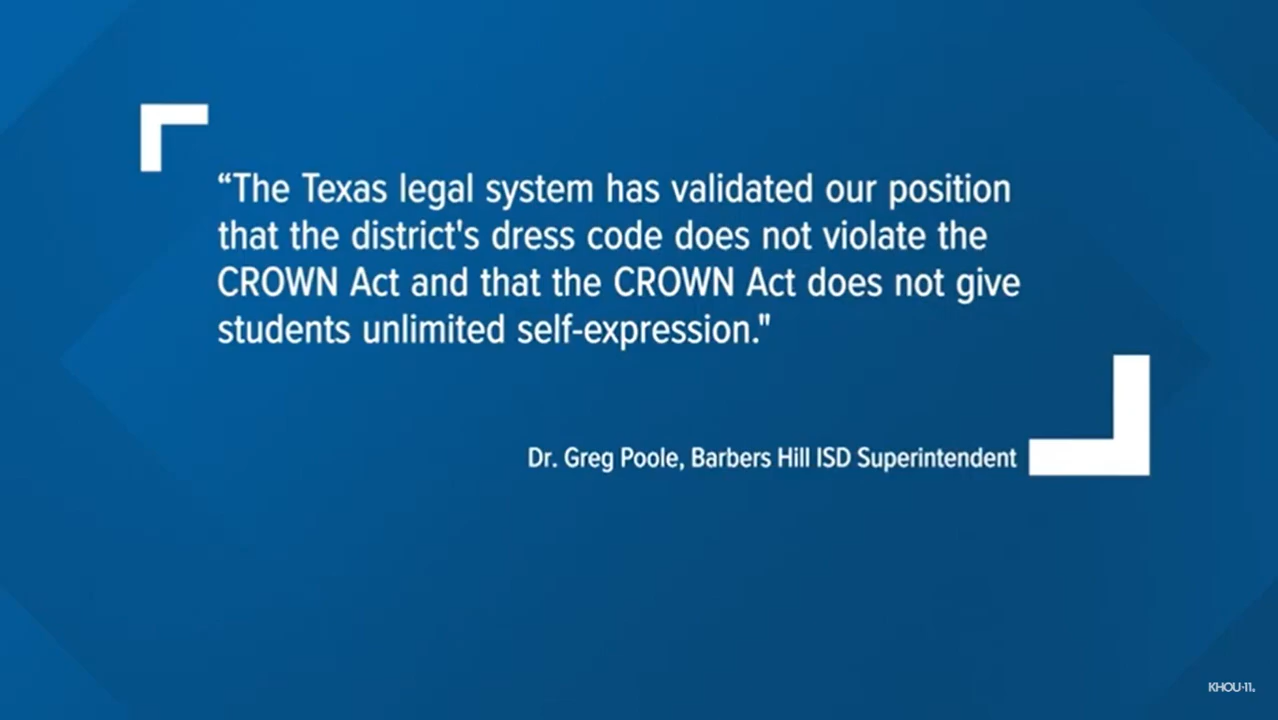 “The Texas legal system has validated our position
that the district's dress code does not violate the
CROWN Act and that the CROWN Act does not give
students unlimited self-expression."
Dr. Greg Poole, Barbers Hill ISD Superintendent
KHOU•11.